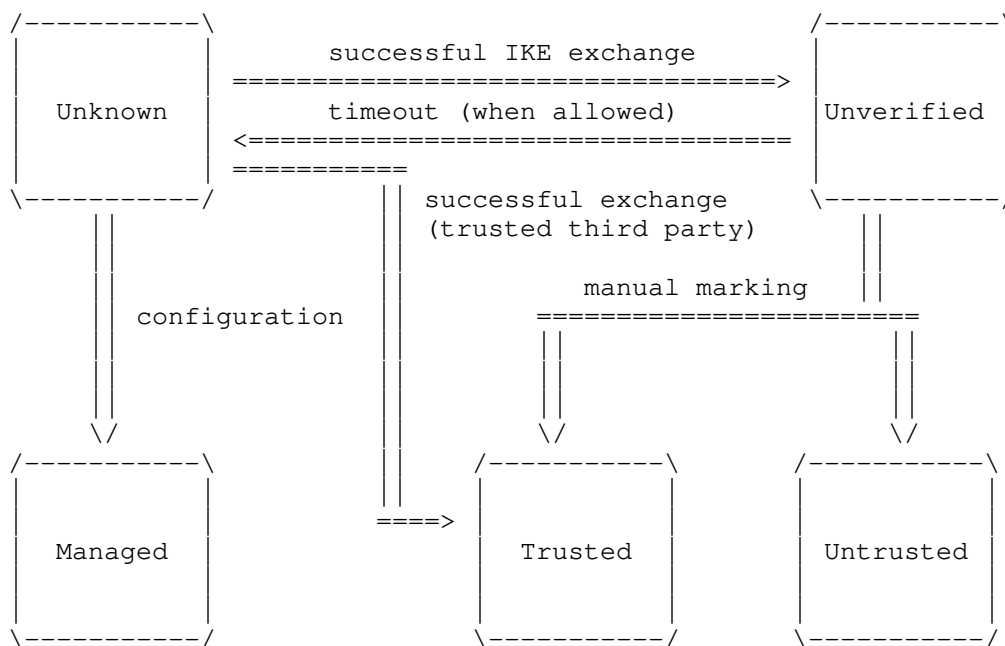 successful IKE exchange
Unknown timeout (when allowed) Unverified
successful exchange
(trusted third party)
manual marking
configuration
Managed Trusted Untrusted